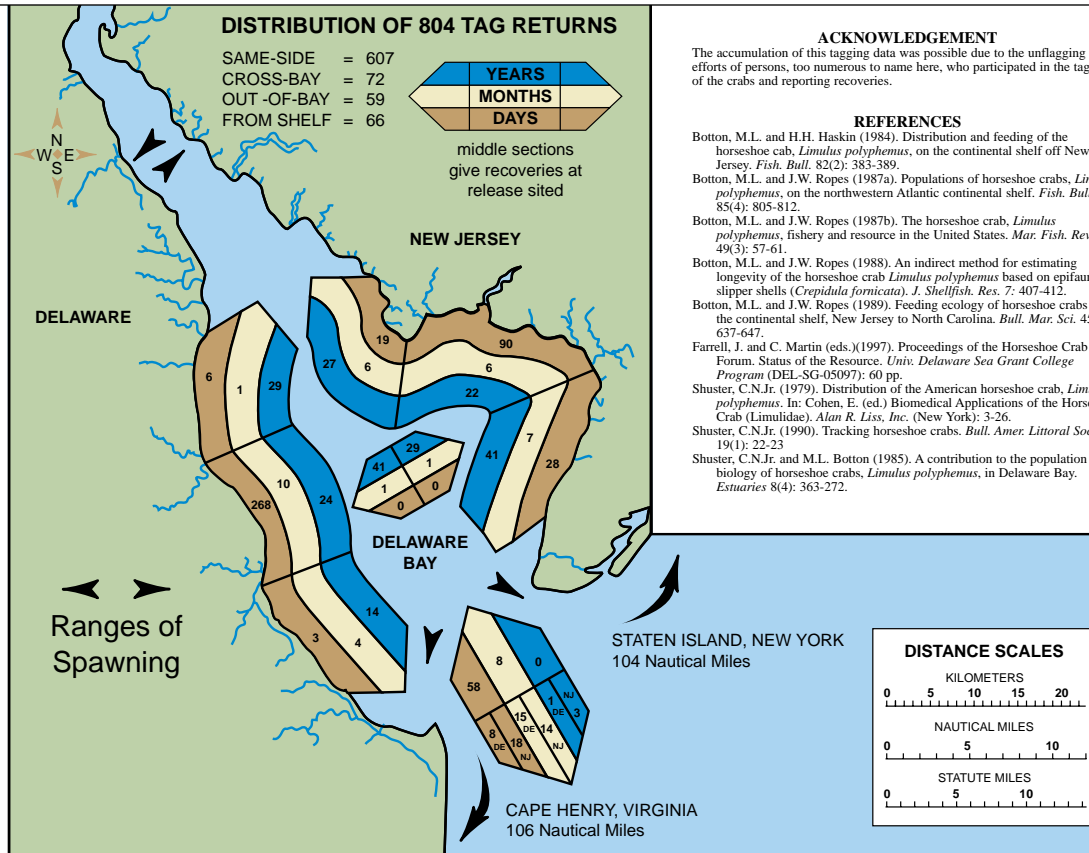 DISTRIBUTION OF 804 TAG RETURNS
SAME-SIDE = 607
CROSS-BAY = 72
OUT -OF-BAY = 59
FROM SHELF = 66
YEARS
MONTHS
DAYS
middle sections
give recoveries at
release sited
N
W E
S
NEW JERSEY
DELAWARE
19
90
27
6
6
22
6
1
29
7
41
28
41
29
1
1
0
0
268
10
24
DELAWARE
BAY
14
3
4
Ranges of
Spawning
8
0
58
1
DE
NJ
3
15
DE
14
NJ
8
DE
18
NJ
STATEN ISLAND, NEW YORK
104 Nautical Miles
CAPE HENRY, VIRGINIA
106 Nautical Miles
ACKNOWLEDGEMENT
The accumulation of this tagging data was possible due to the unflagging
efforts of persons, too numerous to name here, who participated in the tag
of the crabs and reporting recoveries.
REFERENCES
Botton, M.L. and H.H. Haskin (1984). Distribution and feeding of the
horseshoe cab, Limulus polyphemus, on the continental shelf off New
Jersey. Fish. Bull. 82(2): 383-389.
Botton, M.L. and J.W. Ropes (1987a). Populations of horseshoe crabs, Lim
polyphemus, on the northwestern Atlantic continental shelf. Fish. Bull
85(4): 805-812.
Botton, M.L. and J.W. Ropes (1987b). The horseshoe crab, Limulus
polyphemus, fishery and resource in the United States. Mar. Fish. Rev
49(3): 57-61.
Botton, M.L. and J.W. Ropes (1988). An indirect method for estimating
longevity of the horseshoe crab Limulus polyphemus based on epifaun
slipper shells (Crepidula fornicata). J. Shellfish. Res. 7: 407-412.
Botton, M.L. and J.W. Ropes (1989). Feeding ecology of horseshoe crabs
the continental shelf, New Jersey to North Carolina. Bull. Mar. Sci. 45
637-647.
Farrell, J. and C. Martin (eds.)(1997). Proceedings of the Horseshoe Crab
Forum. Status of the Resource. Univ. Delaware Sea Grant College
Program (DEL-SG-05097): 60 pp.
Shuster, C.N.Jr. (1979). Distribution of the American horseshoe crab, Limu
polyphemus. In: Cohen, E. (ed.) Biomedical Applications of the Horse
Crab (Limulidae). Alan R. Liss, Inc. (New York): 3-26.
Shuster, C.N.Jr. (1990). Tracking horseshoe crabs. Bull. Amer. Littoral Soc
19(1): 22-23
Shuster, C.N.Jr. and M.L. Botton (1985). A contribution to the population
biology of horseshoe crabs, Limulus polyphemus, in Delaware Bay.
Estuaries 8(4): 363-272.
DISTANCE SCALES
KILOMETERS
0 5 10 15 20
NAUTICAL MILES
0 5 10
STATUTE MILES
0 5 10